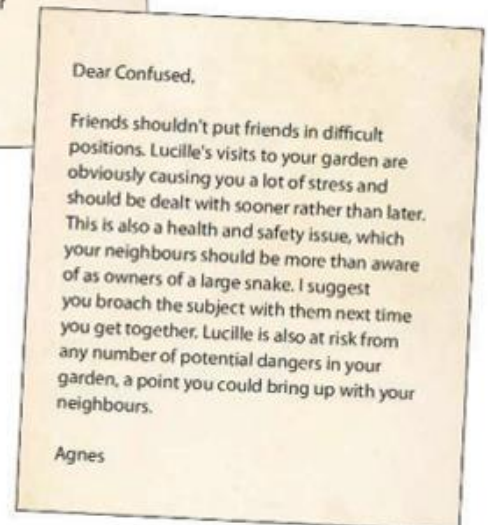 Dear Confused,
Friends shouldn't put friends in difficult
positions. Lucille's visits to your garden are
obviously causing you a lot of stress and
should be dealt with sooner rather than later.
This is also a health and safety issue, which
your neighbours should be more than aware
of as owners of a large snake. I suggest
you broach the subject with them next time
you get together. Lucille is also at risk from
any number of potential dangers in your
garden, a point you could bring up with your
neighbours.
Agnes